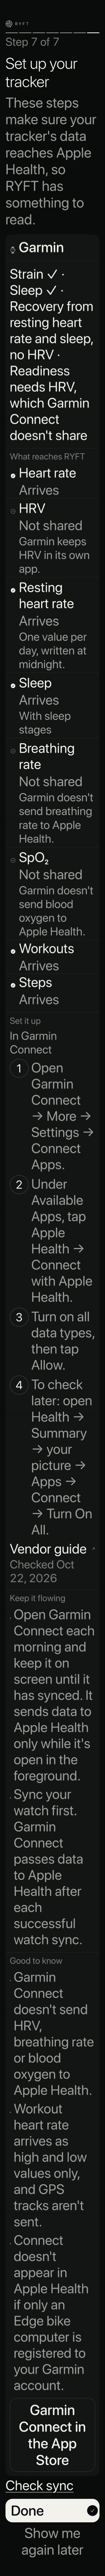 RYFT
Step 7 of 7
Set up your
tracker
These steps
make sure your
tracker's data
reaches Apple
Health, so
RYFT has
something to
read.
Garmin
Strain ✓ ·
Sleep ✓ ·
Recovery from
resting heart
rate and sleep,
no HRV ·
Readiness
needs HRV,
which Garmin
Connect
doesn't share
What reaches RYFT
Heart rate
Arrives
HRV
Not shared
Garmin keeps
HRV in its own
app.
Resting
heart rate
Arrives
One value per
day, written at
midnight.
Sleep
Arrives
With sleep
stages
Breathing
rate
Not shared
Garmin doesn't
send breathing
rate to Apple
Health.
SpO₂
Not shared
Garmin doesn't
send blood
oxygen to
Apple Health.
Workouts
Arrives
Steps
Arrives
Set it up
In Garmin
Connect
1 Open
Garmin
Connect
→ More →
Settings →
Connect
Apps.
2 Under
Available
Apps, tap
Apple
Health →
Connect
with Apple
Health.
3 Turn on all
data types,
then tap
Allow.
4 To check
later: open
Health →
Summary
→ your
picture →
Apps →
Connect
→ Turn On
All.
Vendor guide
Checked Oct
22, 2026
Keep it flowing
Open Garmin
Connect each
morning and
keep it on
screen until it
has synced. It
sends data to
Apple Health
only while it's
open in the
foreground.
Sync your
watch first.
Garmin
Connect
passes data
to Apple
Health after
each
successful
watch sync.
Good to know
Garmin
Connect
doesn't send
HRV,
breathing rate
or blood
oxygen to
Apple Health.
Workout
heart rate
arrives as
high and low
values only,
and GPS
tracks aren't
sent.
Connect
doesn't
appear in
Apple Health
if only an
Edge bike
computer is
registered to
your Garmin
account.
Garmin
Connect in
the App
Store
Check sync
Done
Show me
again later